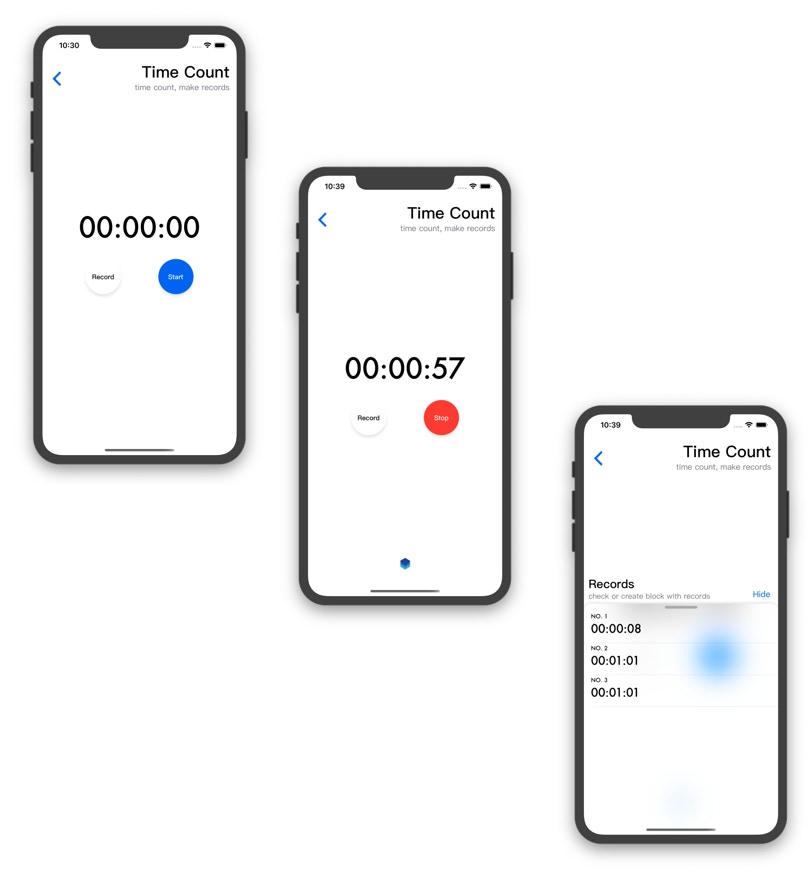 10:30
Time Count
time count, make records
00:00:00
Record
Start
10:39
Time Count
time count, make records
00:00:57
Record
Stop
10:39
Time Count
time count, make records
Records
check or create block with records
Hide
NO. 1
00:00:08
NO. 2
00:01:01
NO. 3
00:01:01